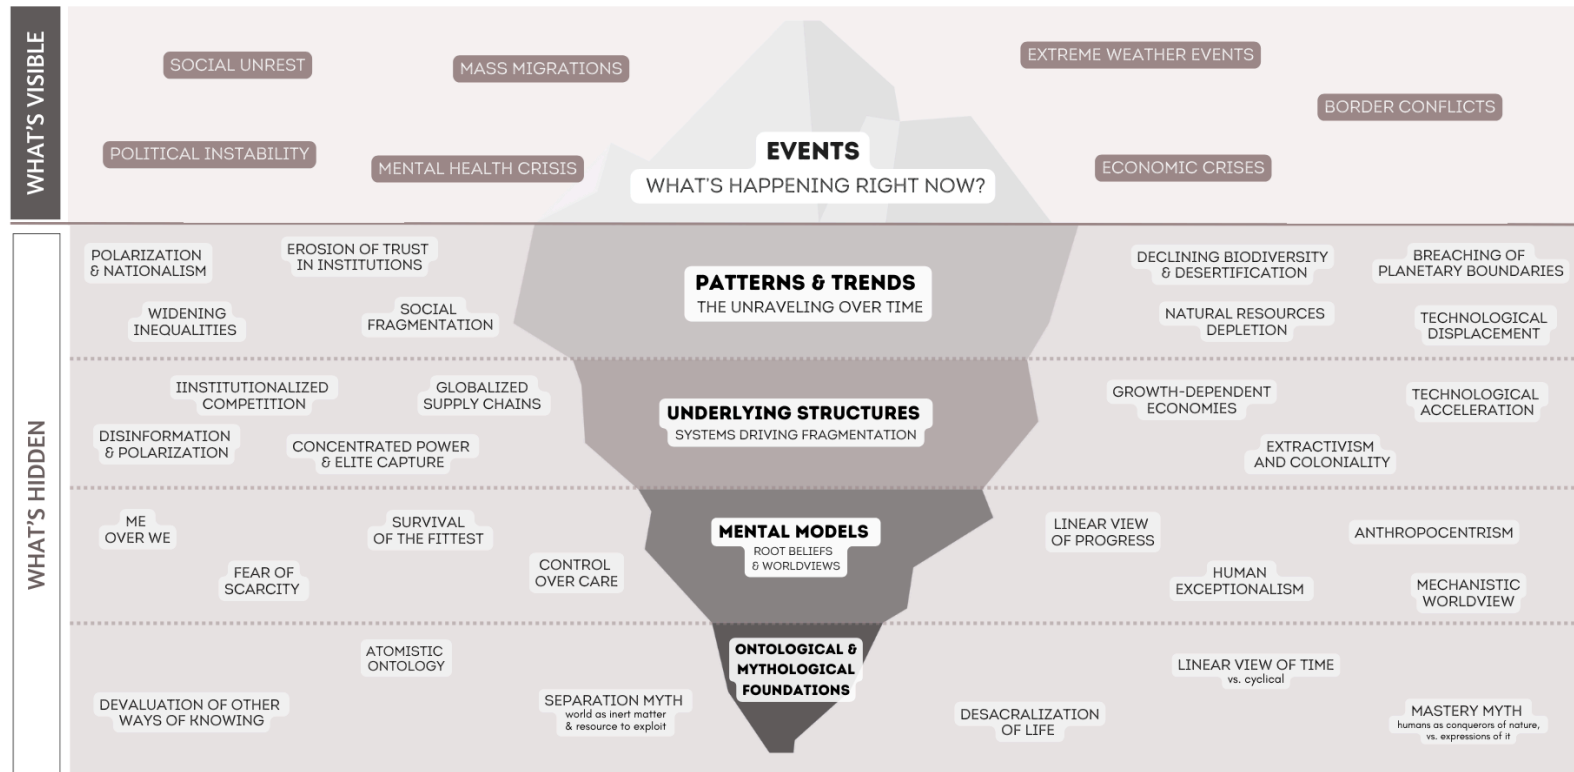 WHAT'S VISIBLE
SOCIAL UNREST
MASS MIGRATIONS
EXTREME WEATHER EVENTS
BORDER CONFLICTS
POLITICAL INSTABILITY
MENTAL HEALTH CRISIS
EVENTS
WHAT'S HAPPENING RIGHT NOW?
ECONOMIC CRISES
WHAT'S HIDDEN
POLARIZATION
& NATIONALISM
EROSION OF TRUST
IN INSTITUTIONS
WIDENING
INEQUALITIES
SOCIAL
FRAGMENTATION
PATTERNS & TRENDS
THE UNRAVELING OVER TIME
DECLINING BIODIVERSITY
& DESERTIFICATION
BREACHING OF
PLANETARY BOUNDARIES
NATURAL RESOURCES
DEPLETION
TECHNOLOGICAL
DISPLACEMENT
IINSTITUTIONALIZED
COMPETITION
GLOBALIZED
SUPPLY CHAINS
DISINFORMATION
& POLARIZATION
CONCENTRATED POWER
& ELITE CAPTURE
UNDERLYING STRUCTURES
SYSTEMS DRIVING FRAGMENTATION
GROWTH-DEPENDENT
ECONOMIES
TECHNOLOGICAL
ACCELERATION
EXTRACTIVISM
AND COLONIALITY
ME
OVER WE
SURVIVAL
OF THE FITTEST
FEAR OF
SCARCITY
CONTROL
OVER CARE
MENTAL MODELS
ROOT BELIEFS
& WORLDVIEWS
LINEAR VIEW
OF PROGRESS
ANTHROPOCENTRISM
HUMAN
EXCEPTIONALISM
MECHANISTIC
WORLDVIEW
ATOMISTIC
ONTOLOGY
DEVALUATION OF OTHER
WAYS OF KNOWING
SEPARATION MYTH
world as inert matter
& resource to exploit
ONTOLOGICAL &
MYTHOLOGICAL
FOUNDATIONS
LINEAR VIEW OF TIME
vs. cyclical
DESACRALIZATION
OF LIFE
MASTERY MYTH
humans as conquerors of nature,
vs. expressions of it